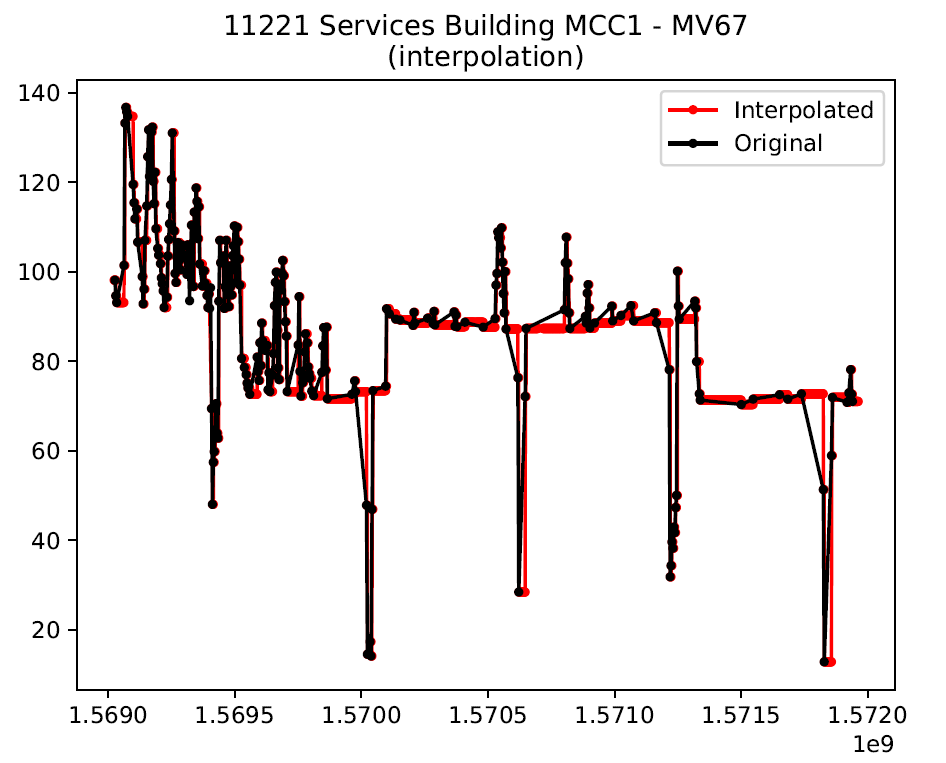 11221 Services Building MCC1 - MV67
(interpolation)
Interpolated
Original
140
120
100
80
60
40
20
1.5690 1.5695 1.5700 1.5705 1.5710 1.5715 1.5720
1e9